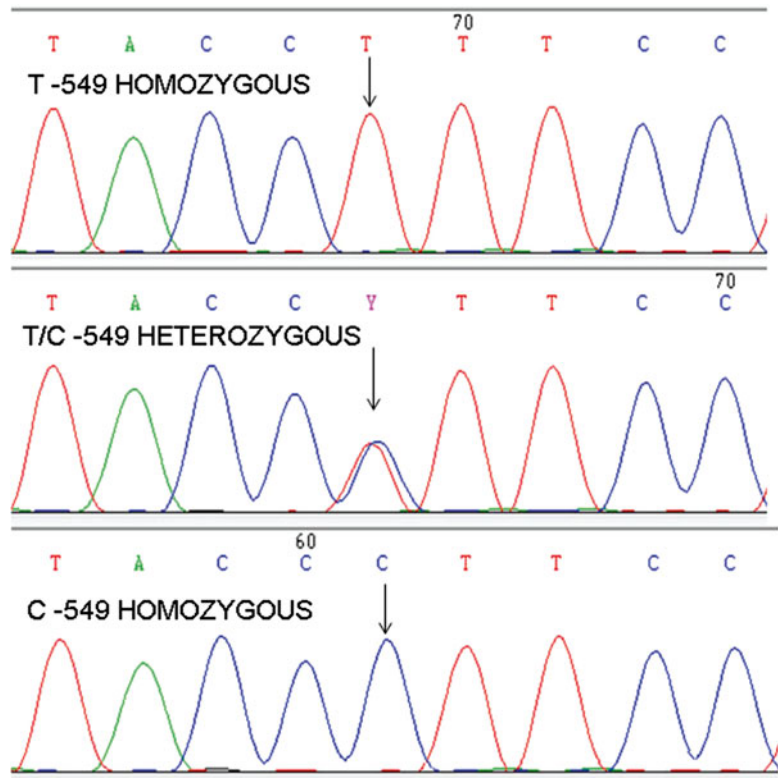 70
T A C C T T T C C
T -549 HOMOZYGOUS
70
T A C C Y T T C C
T/C -549 HETEROZYGOUS
60
T A C C C T T C C
C -549 HOMOZYGOUS